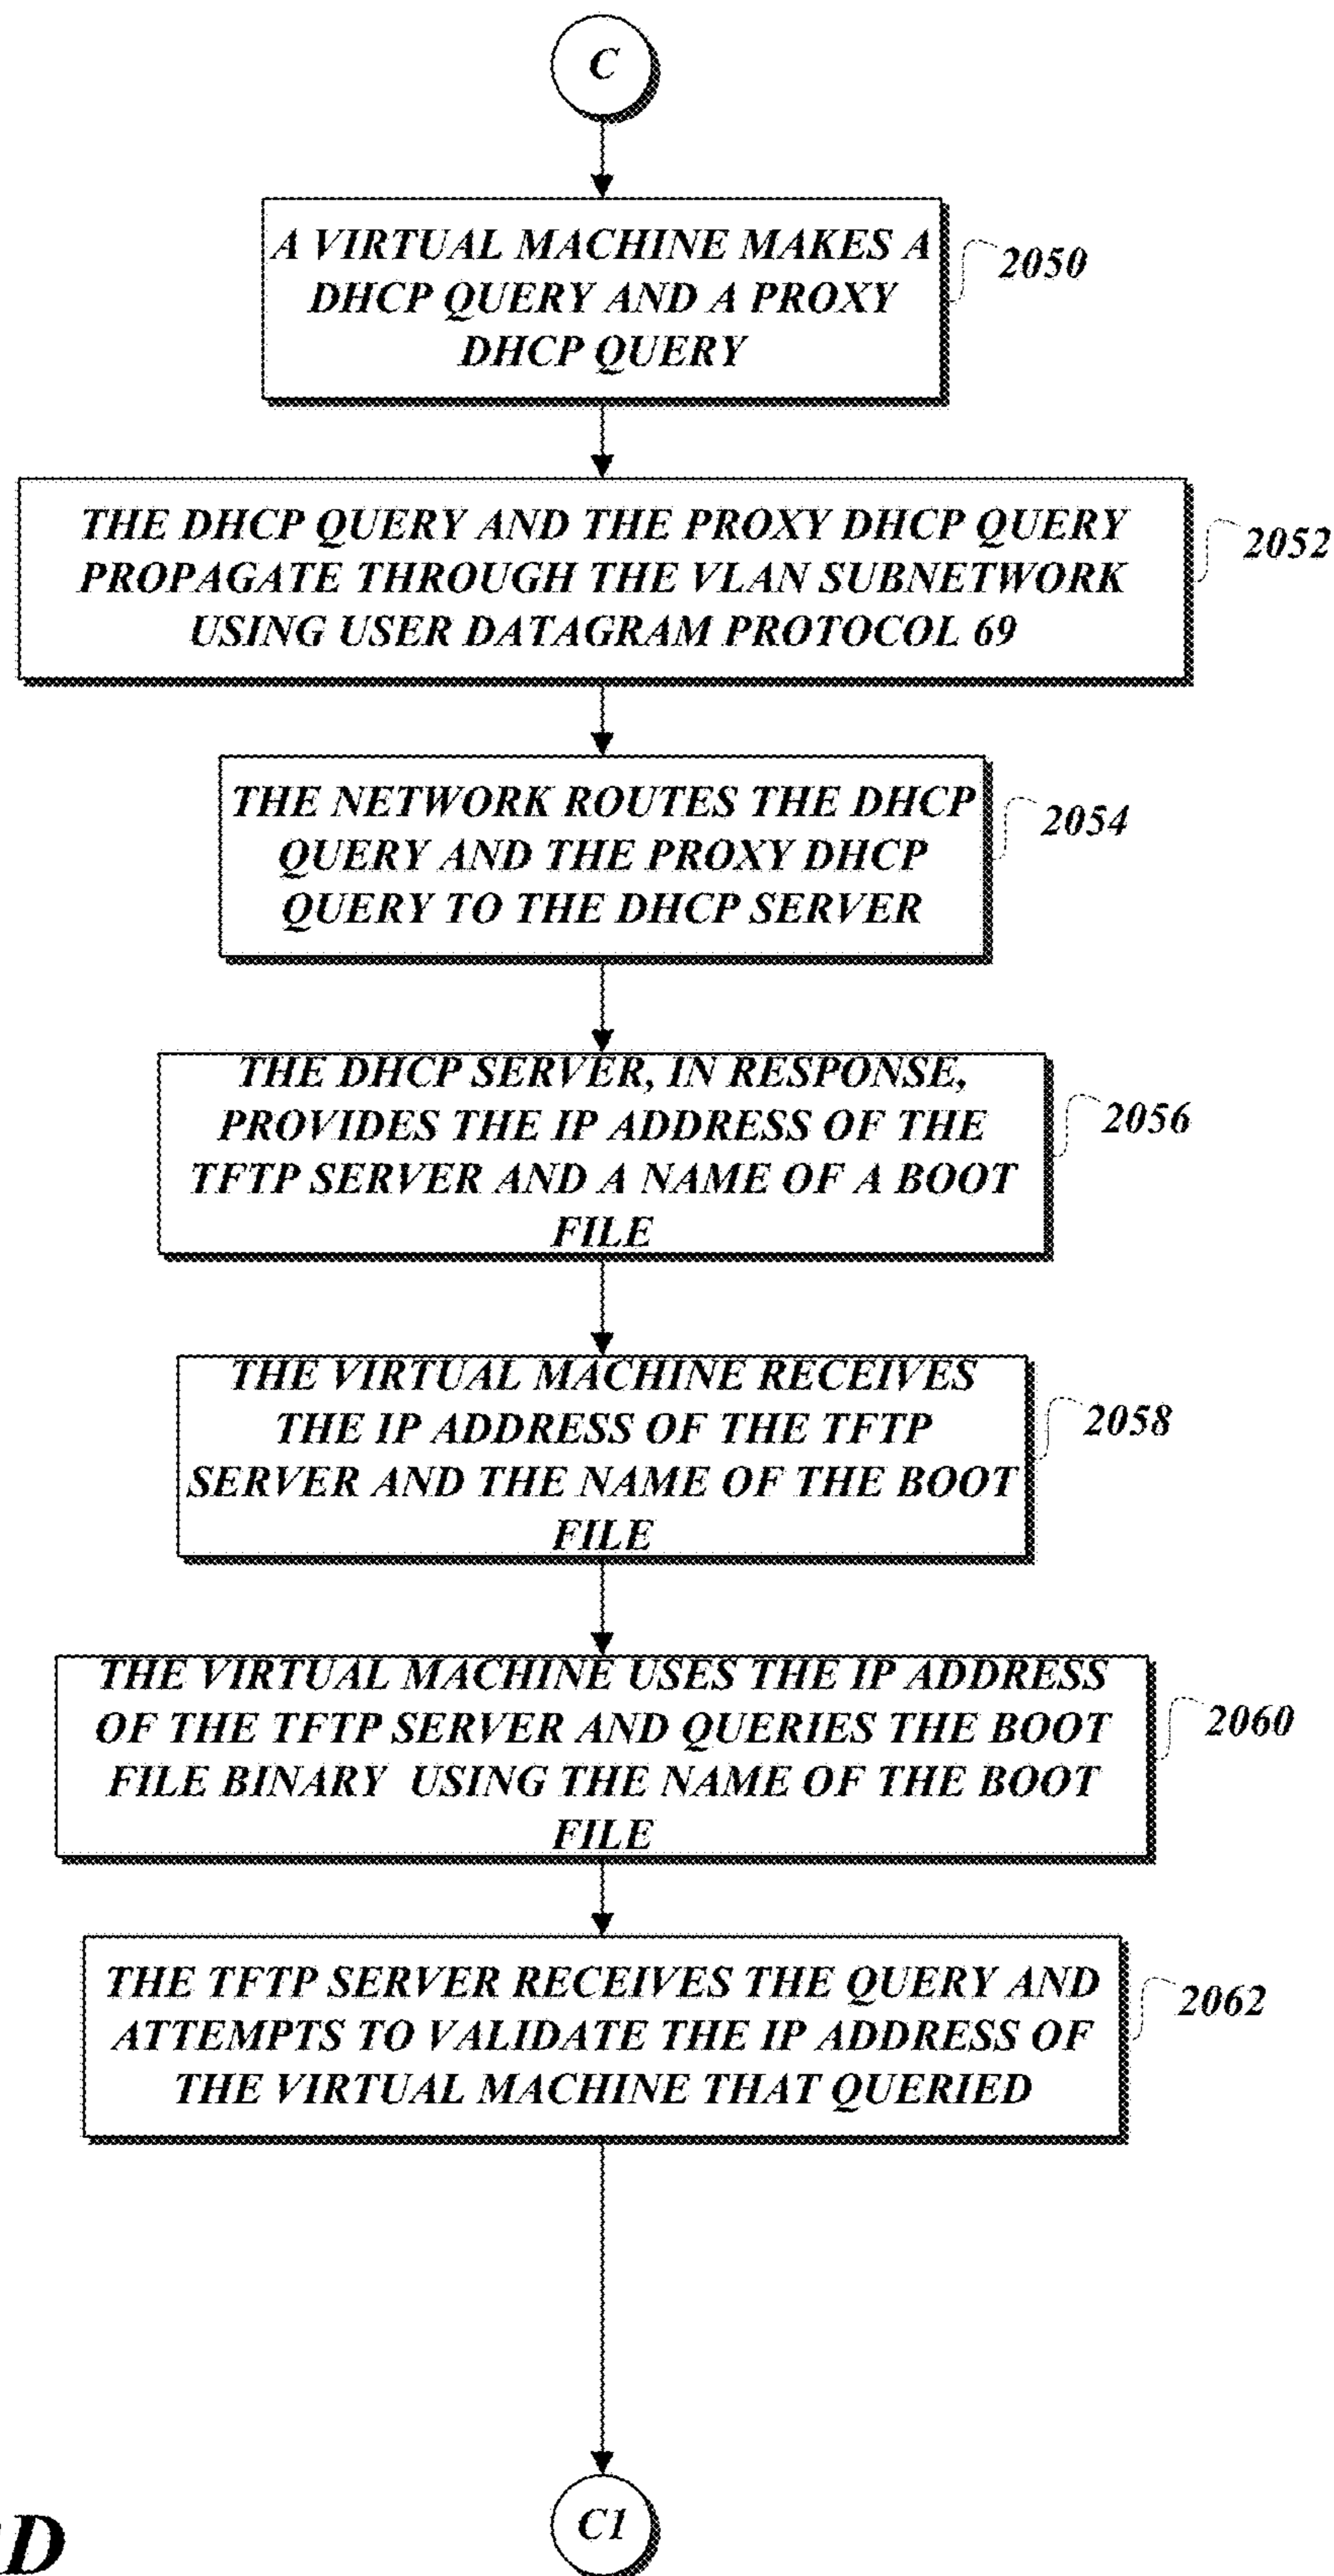 C
A VIRTUAL MACHINE MAKES A
DHCP QUERY AND A PROXY
DHCP QUERY
2050
THE DHCP QUERY AND THE PROXY DHCP QUERY
PROPAGATE THROUGH THE VLAN SUBNETWORK
USING USER DATAGRAM PROTOCOL 69
2052
THE NETWORK ROUTES THE DHCP
QUERY AND THE PROXY DHCP
QUERY TO THE DHCP SERVER
2054
THE DHCP SERVER, IN RESPONSE,
PROVIDES THE IP ADDRESS OF THE
TFTP SERVER AND A NAME OF A BOOT
FILE
2056
THE VIRTUAL MACHINE RECEIVES
THE IP ADDRESS OF THE TFTP
SERVER AND THE NAME OF THE BOOT
FILE
2058
THE VIRTUAL MACHINE USES THE IP ADDRESS
OF THE TFTP SERVER AND QUERIES THE BOOT
FILE BINARY USING THE NAME OF THE BOOT
FILE
2060
THE TFTP SERVER RECEIVES THE QUERY AND
ATTEMPTS TO VALIDATE THE IP ADDRESS OF
THE VIRTUAL MACHINE THAT QUERIED
2062
C1